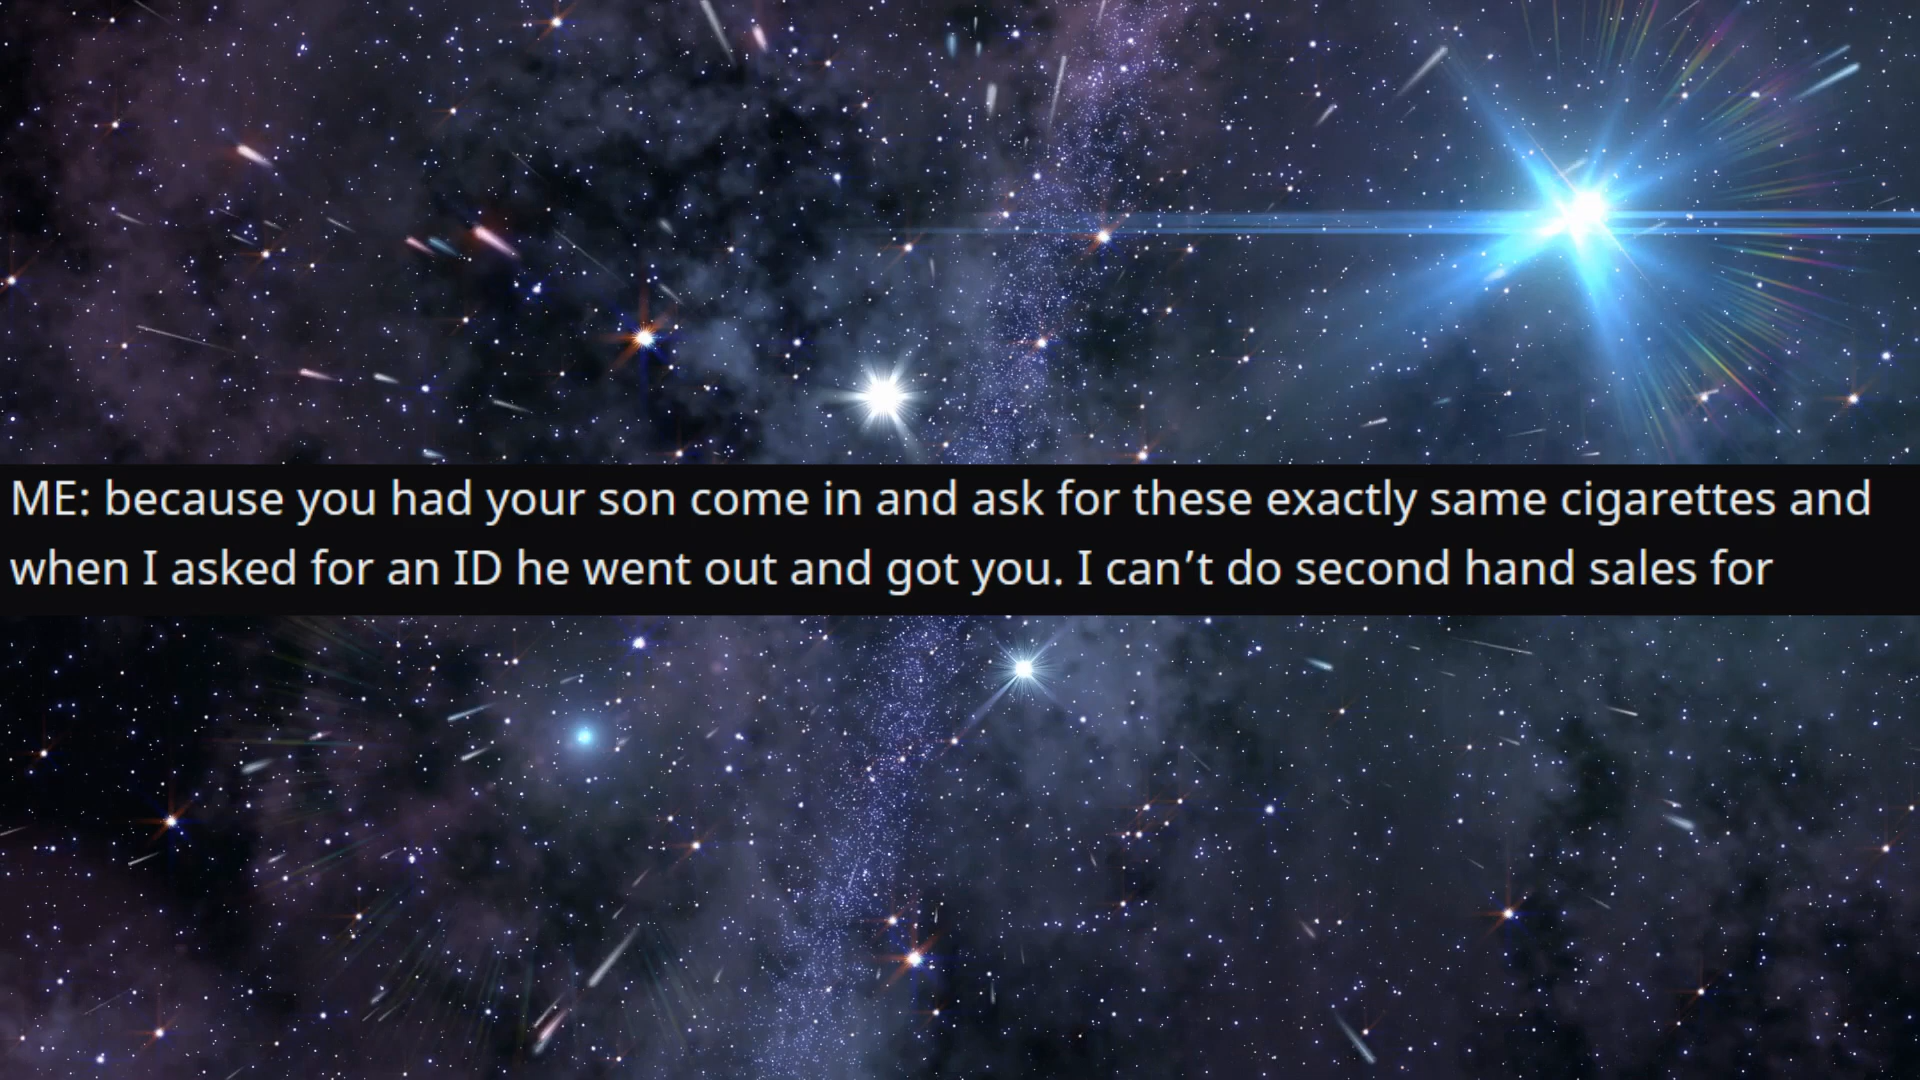 ME: because you had your son come in and ask for these exactly same cigarettes and
when I asked for an ID he went out and got you. I can’t do second hand sales for